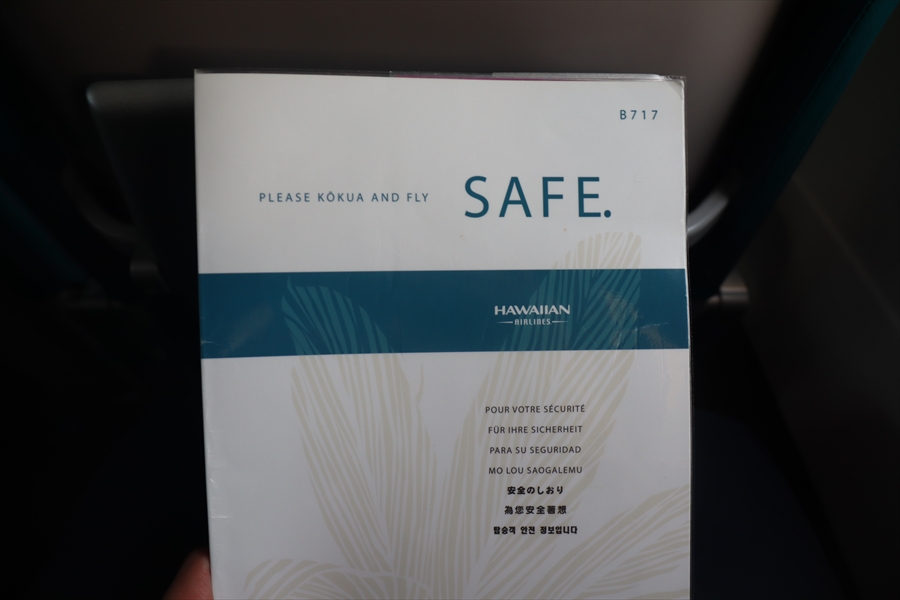 B717
PLEASE KŌKUA AND FLY SAFE.
HAWAIIAN
AIRLINES
POUR VOTRE SÉCURITÉ
FÜR IHRE SICHERHEIT
PARA SU SEGURIDAD
MO LOU SAOGALEMU
安全のしおり
為您安全著想
탑승객 안전 정보입니다